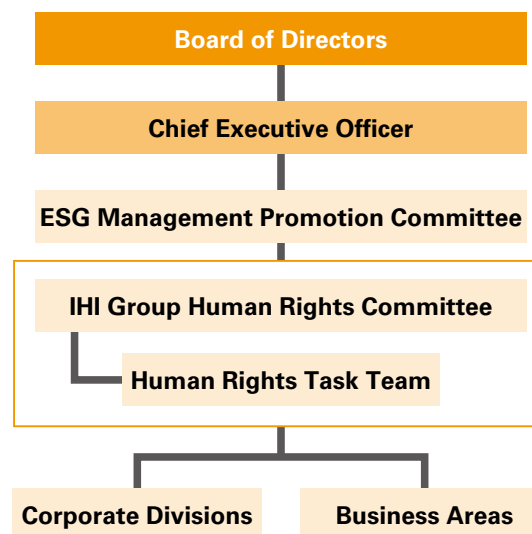 Board of Directors
Chief Executive Officer
ESG Management Promotion Committee
IHI Group Human Rights Committee
Human Rights Task Team
Corporate Divisions
Business Areas